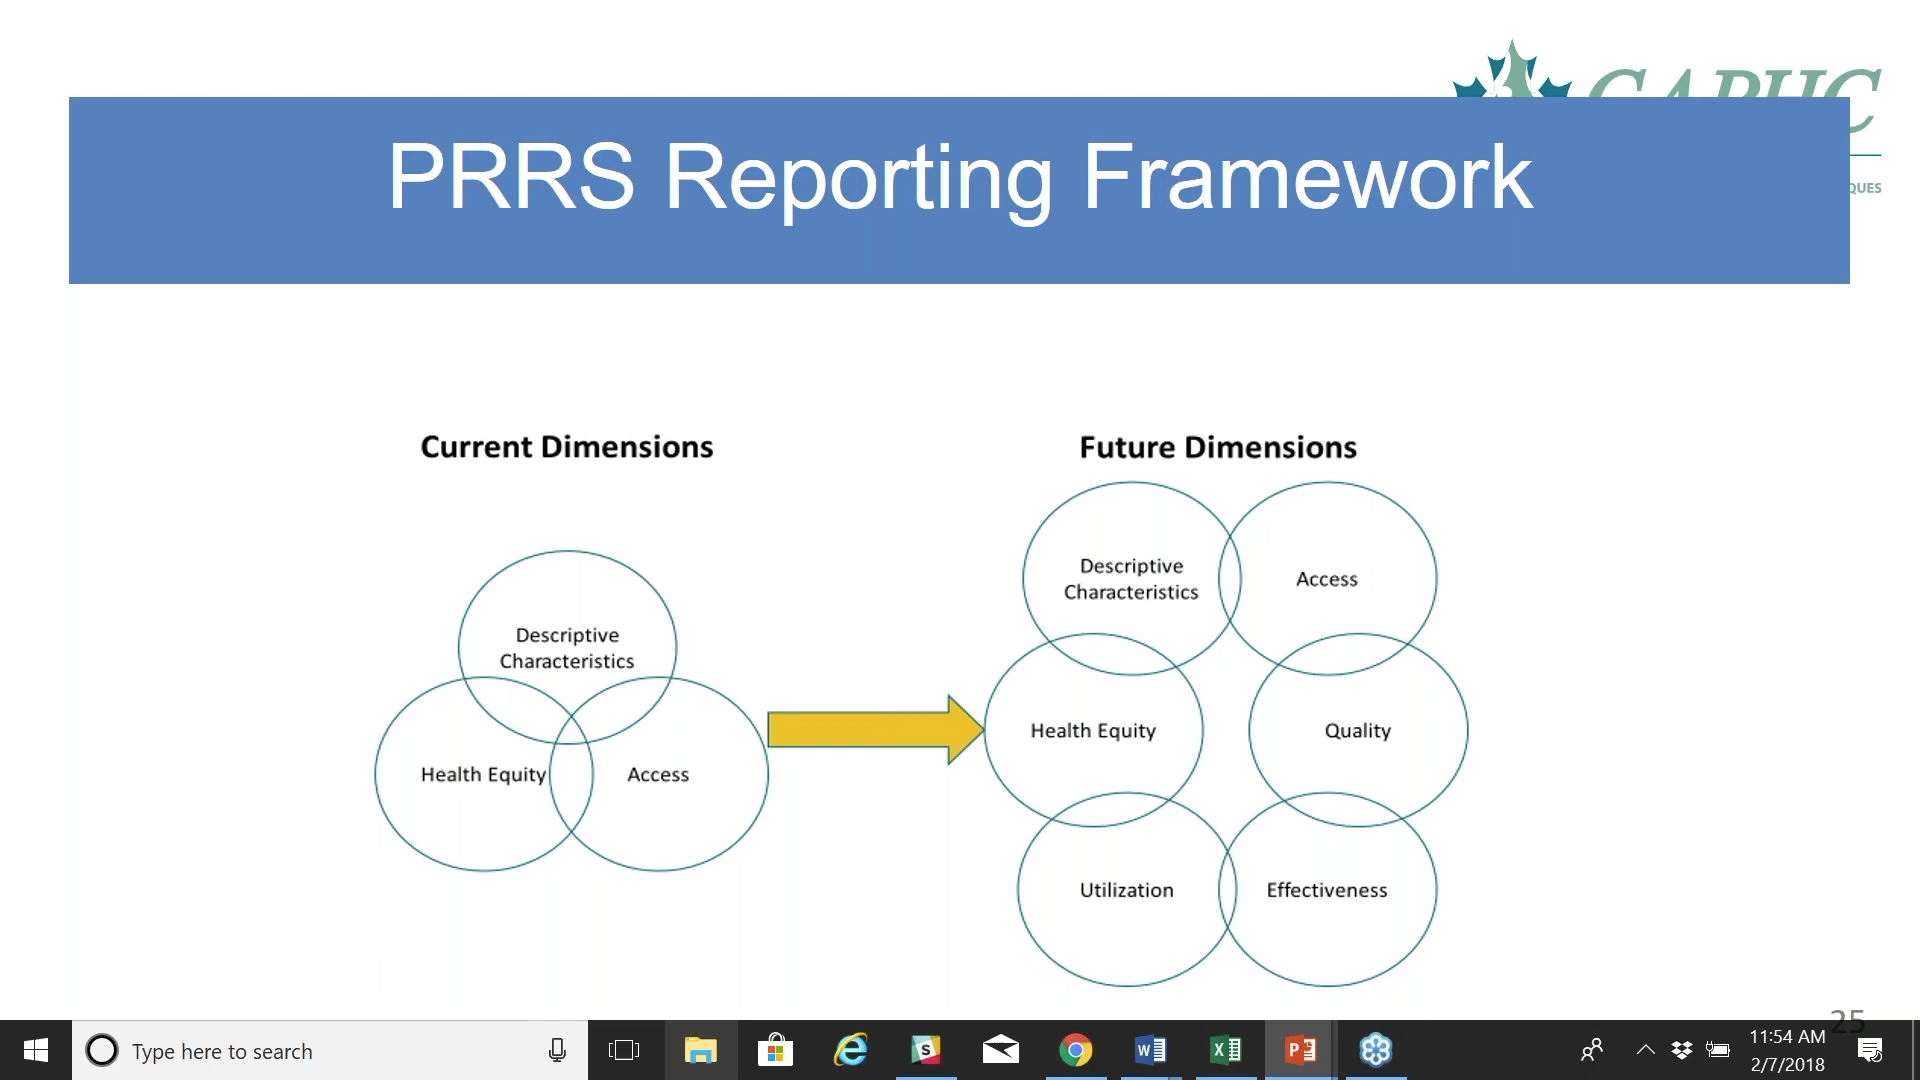 CAPHC
QUES
PRRS Reporting Framework
Current Dimensions
Descriptive
Characteristics
Health Equity
Access
Future Dimensions
Descriptive
Characteristics
Access
Health Equity
Quality
Utilization
Effectiveness
25
Type here to search
11:54 AM
2/7/2018